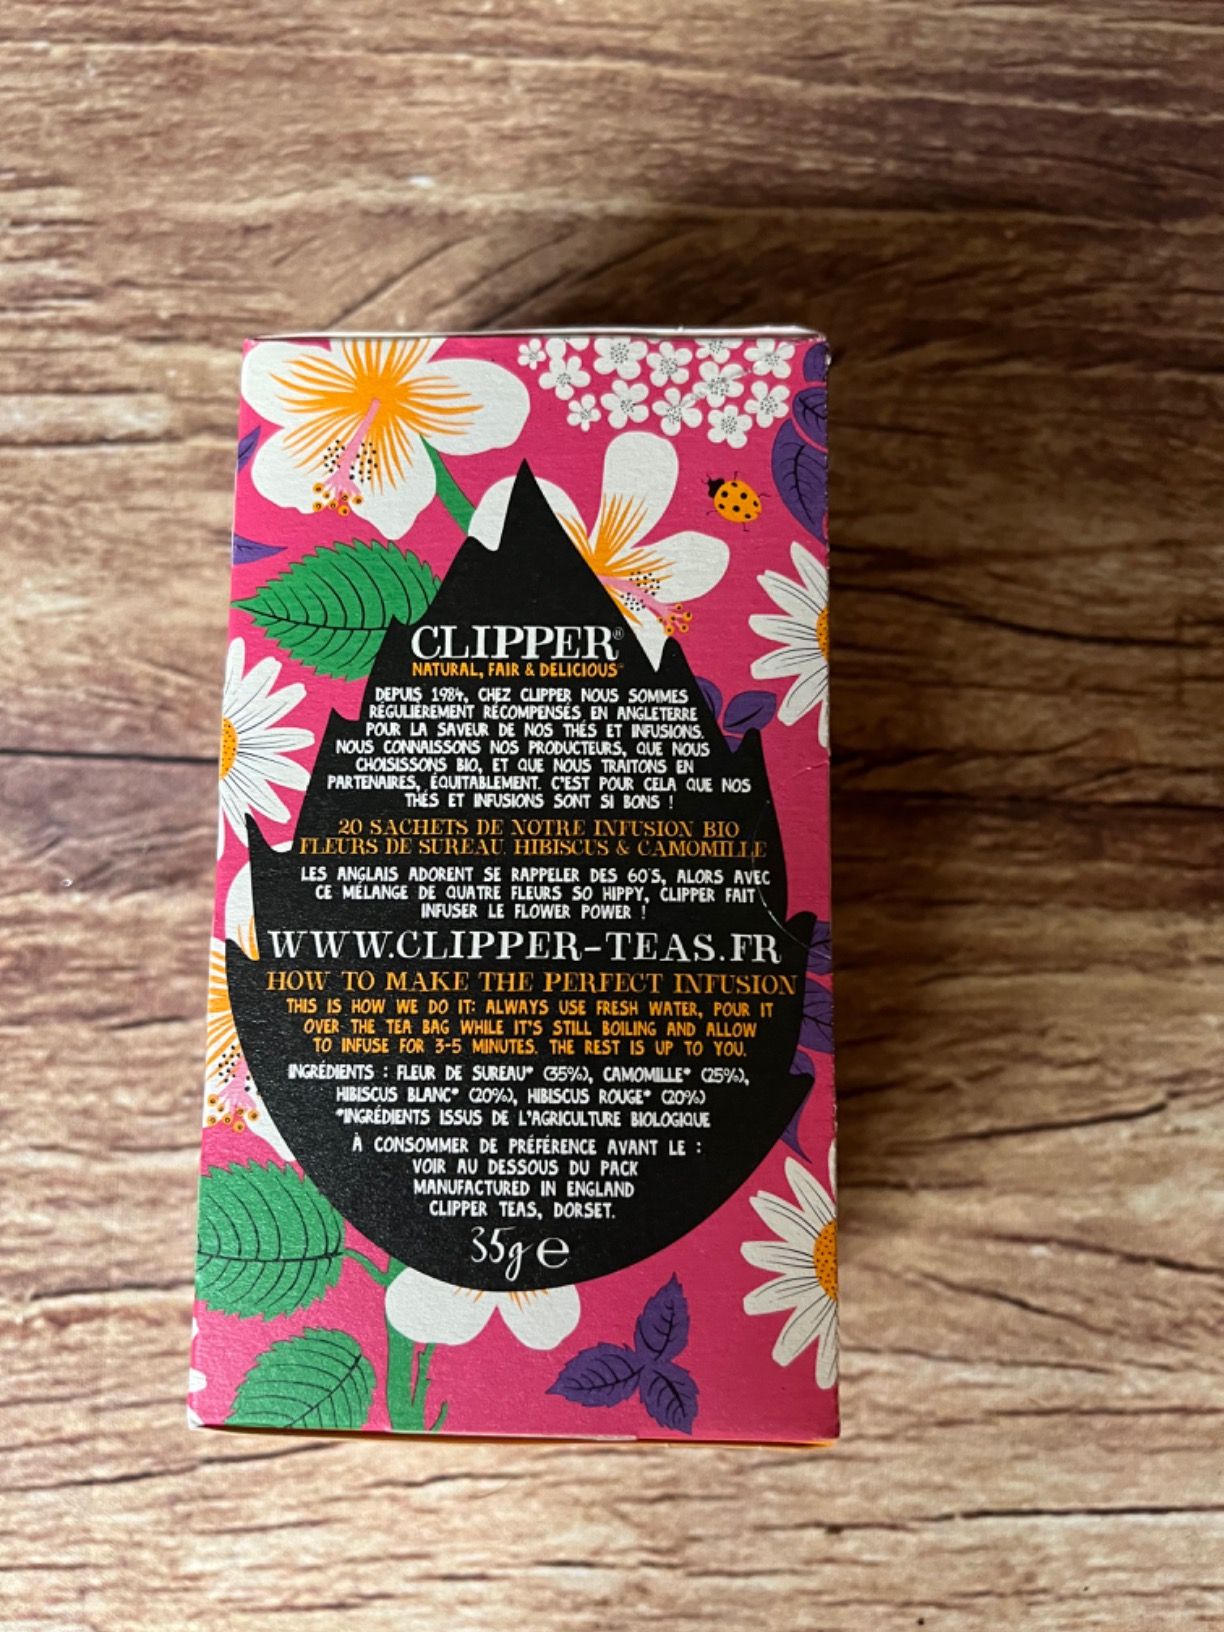 CLIPPER®
NATURAL, FAIR & DELICIOUS
DEPUIS 1984, CHEZ CLIPPER NOUS SOMMES
RÉGULIÈREMENT RÉCOMPENSÉS EN ANGLETERRE
POUR LA SAVEUR DE NOS THÉS ET INFUSIONS.
NOUS CONNAISSONS NOS PRODUCTEURS, QUE NOUS
CHOISISSONS BIO, ET QUE NOUS TRAITONS EN
PARTENAIRES, ÉQUITABLEMENT. C'EST POUR CELA QUE NOS
THÉS ET INFUSIONS SONT SI BONS !
20 SACHETS DE NOTRE INFUSION BIO
FLEURS DE SUREAU, HIBISCUS & CAMOMILLE
LES ANGLAIS ADORENT SE RAPPELER DES 60'S, ALORS AVEC
CE MÉLANGE DE QUATRE FLEURS SO HIPPY, CLIPPER FAIT
INFUSER LE FLOWER POWER !
WWW.CLIPPER-TEAS.FR
HOW TO MAKE THE PERFECT INFUSION
THIS IS HOW WE DO IT: ALWAYS USE FRESH WATER, POUR IT
OVER THE TEA BAG WHILE IT'S STILL BOILING AND ALLOW
TO INFUSE FOR 3-5 MINUTES. THE REST IS UP TO YOU.
INGRÉDIENTS : FLEUR DE SUREAU* (35%), CAMOMILLE* (25%),
HIBISCUS BLANC* (20%), HIBISCUS ROUGE* (20%)
*INGRÉDIENTS ISSUS DE L'AGRICULTURE BIOLOGIQUE
À CONSOMMER DE PRÉFÉRENCE AVANT LE :
VOIR AU DESSOUS DU PACK
MANUFACTURED IN ENGLAND
CLIPPER TEAS, DORSET.
35g e